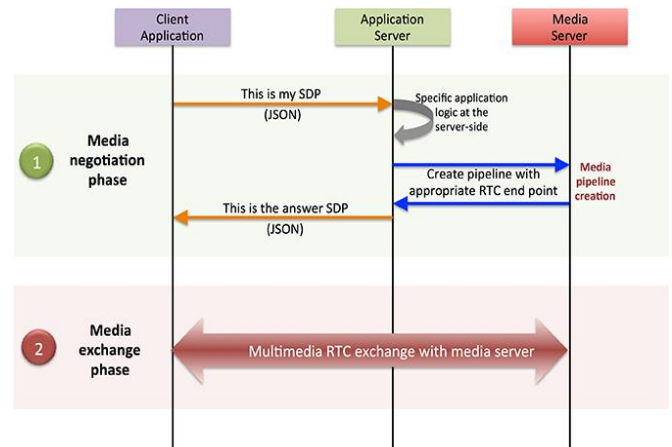 Client
Application
Application
Server
Media
Server
This is my SDP
(JSON)
Specific application
logic at the
server-side
1
Media
negotiation
phase
Create pipeline with
appropriate RTC end point
Media
pipeline
creation
This is the answer SDP
(JSON)
2
Media
exchange
phase
Multimedia RTC exchange with media server